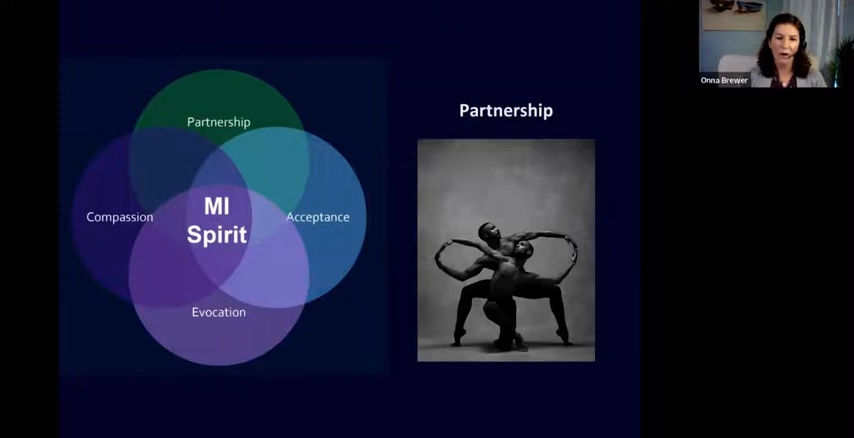 Partnership
Compassion
MI
Spirit
Acceptance
Evocation
Partnership
Onna Brewer